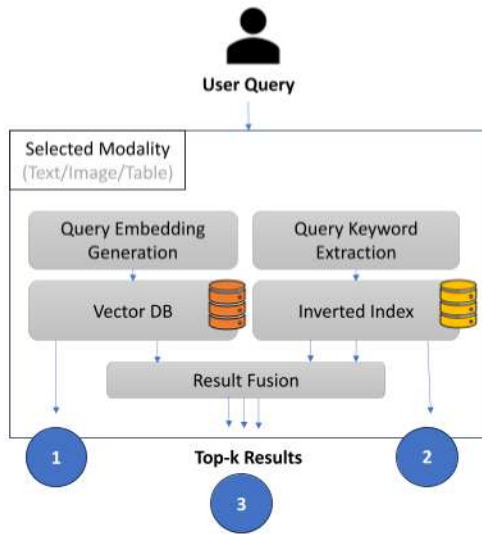 User Query
Selected Modality
(Text/Image/Table)
Query Embedding
Generation
Query Keyword
Extraction
Vector DB
Inverted Index
Result Fusion
1
Top-k Results
2
3